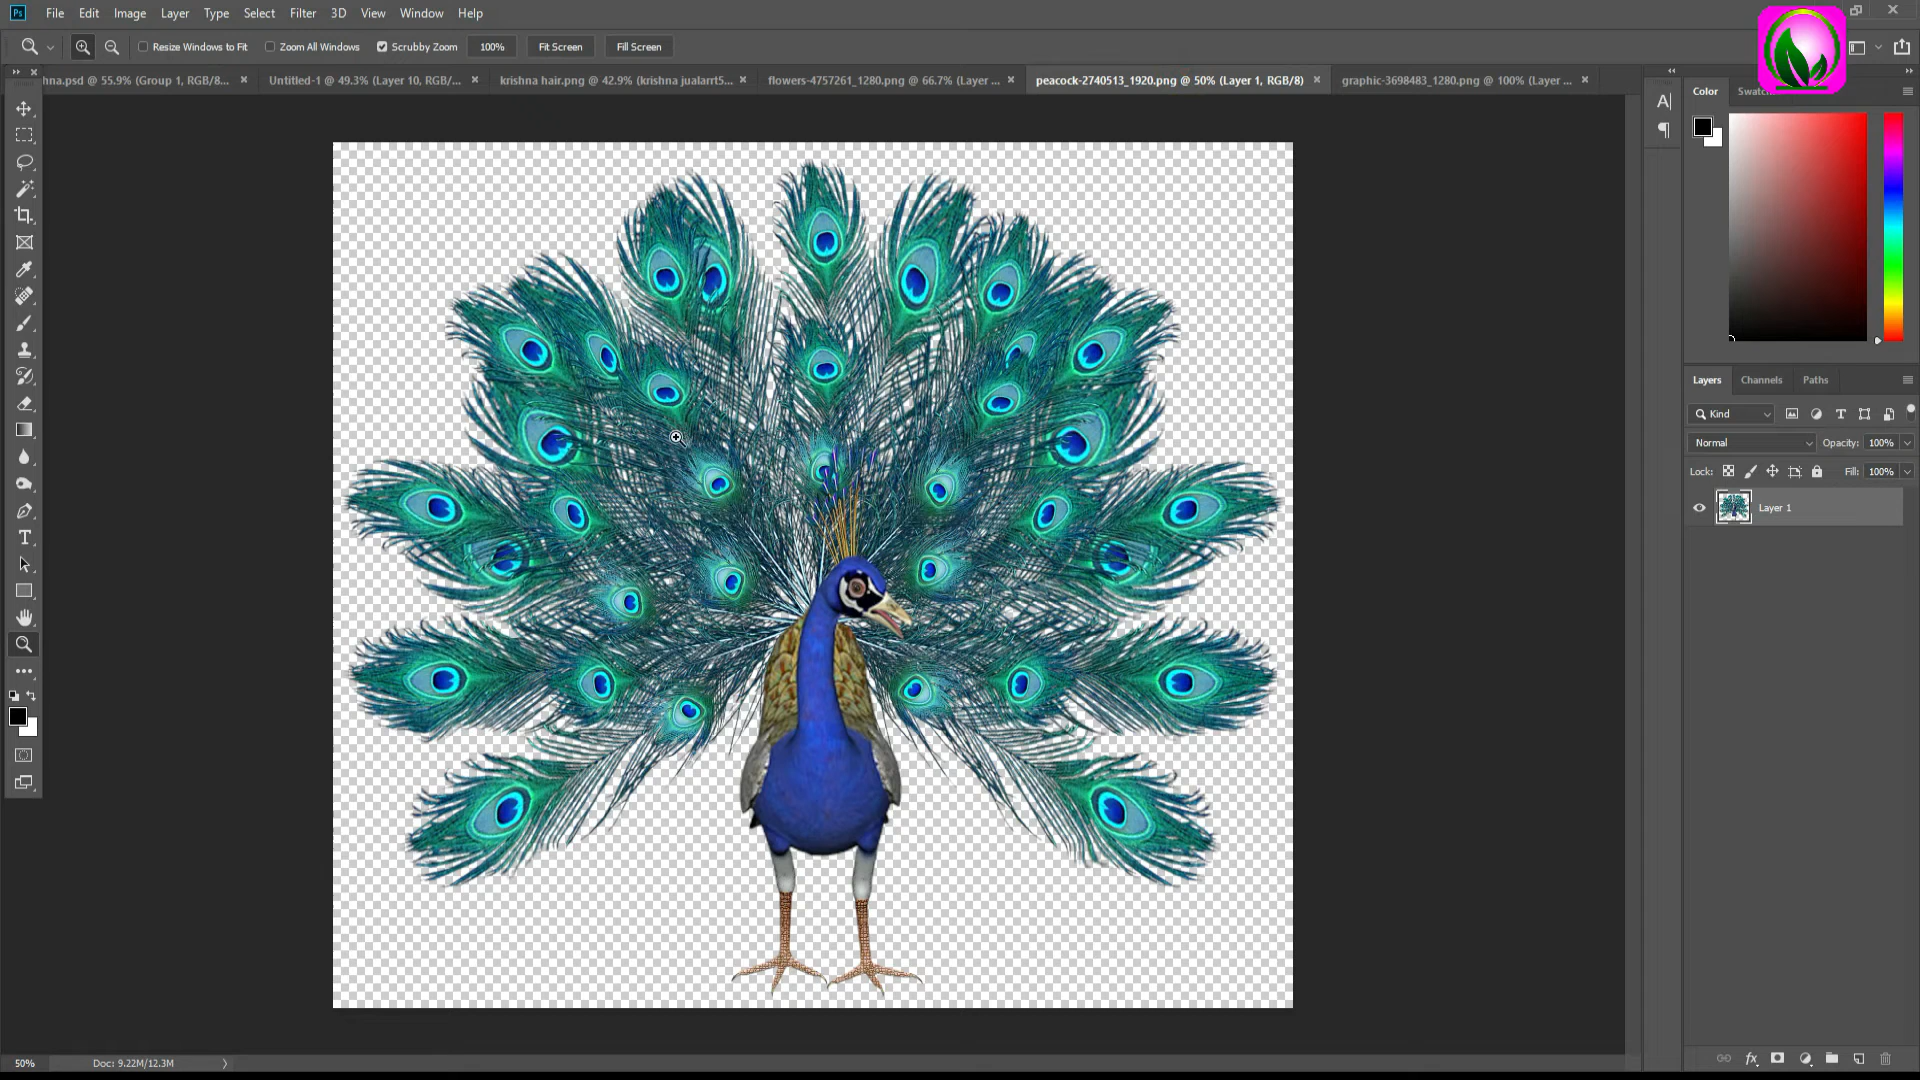 Ps File Edit Image Layer Type Select Filter 3D View Window Help
Resize Windows to Fit Zoom All Windows Scrubby Zoom 100% Fit Screen Fill Screen
hna.psd @ 55.9% (Group 1, RGB/8... × Untitled-1 @ 49.3% (Layer 10, RGB/... × krishna hair.png @ 42.9% (krishna jualarrt5... × flowers-4757261_1280.png @ 66.7% (Layer ... × peacock-2740513_1920.png @ 50% (Layer 1, RGB/8) × graphic-3698483_1280.png @ 100% (Layer ... ×
Color
Layers Channels Paths
Kind
Normal Opacity: 100%
Lock: Fill: 100%
Layer 1
50% Doc: 9.22M/12.3M